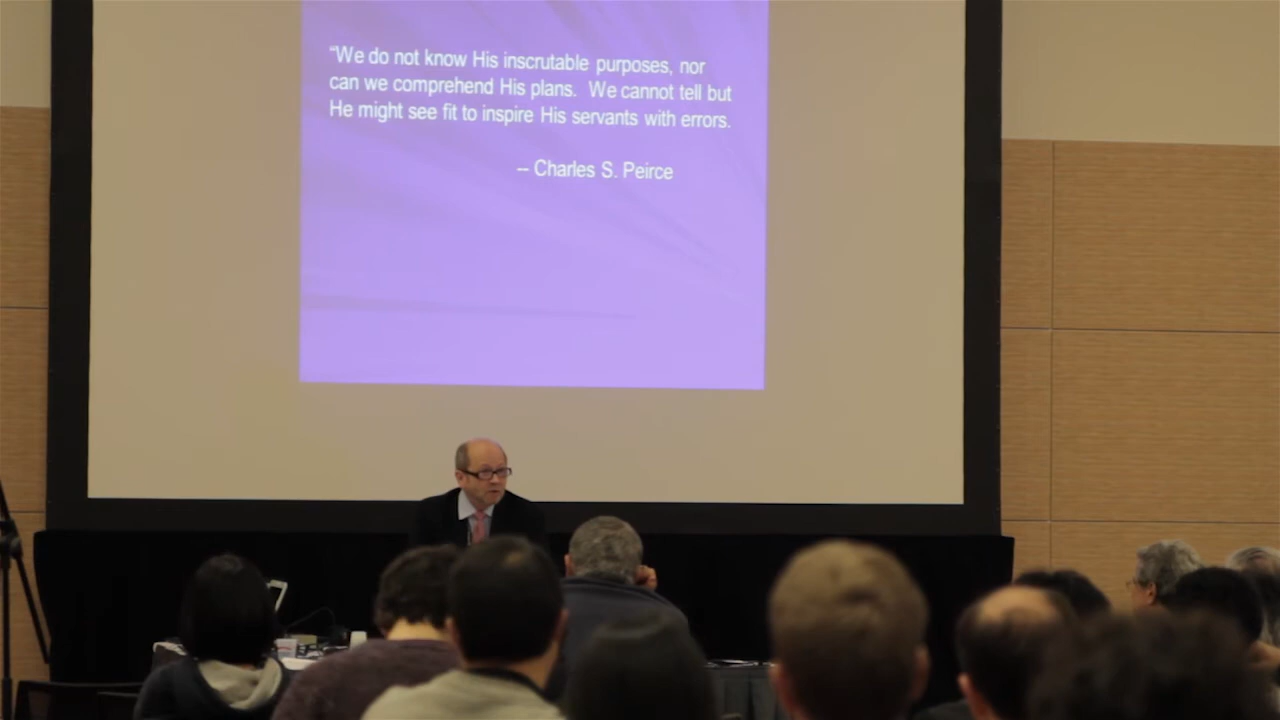 “We do not know His inscrutable purposes, nor
can we comprehend His plans.  We cannot tell but
He might see fit to inspire His servants with errors.
-- Charles S. Peirce